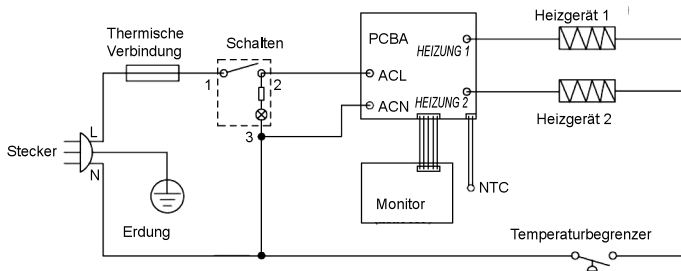 Thermische
Verbindung
Schalten
1
2
3
PCBA
HEIZUNG 1
ACL
ACN
HEIZUNG 2
Heizgerät 1
Heizgerät 2
L
Stecker
N
Erdung
Monitor
NTC
Temperaturbegrenzer